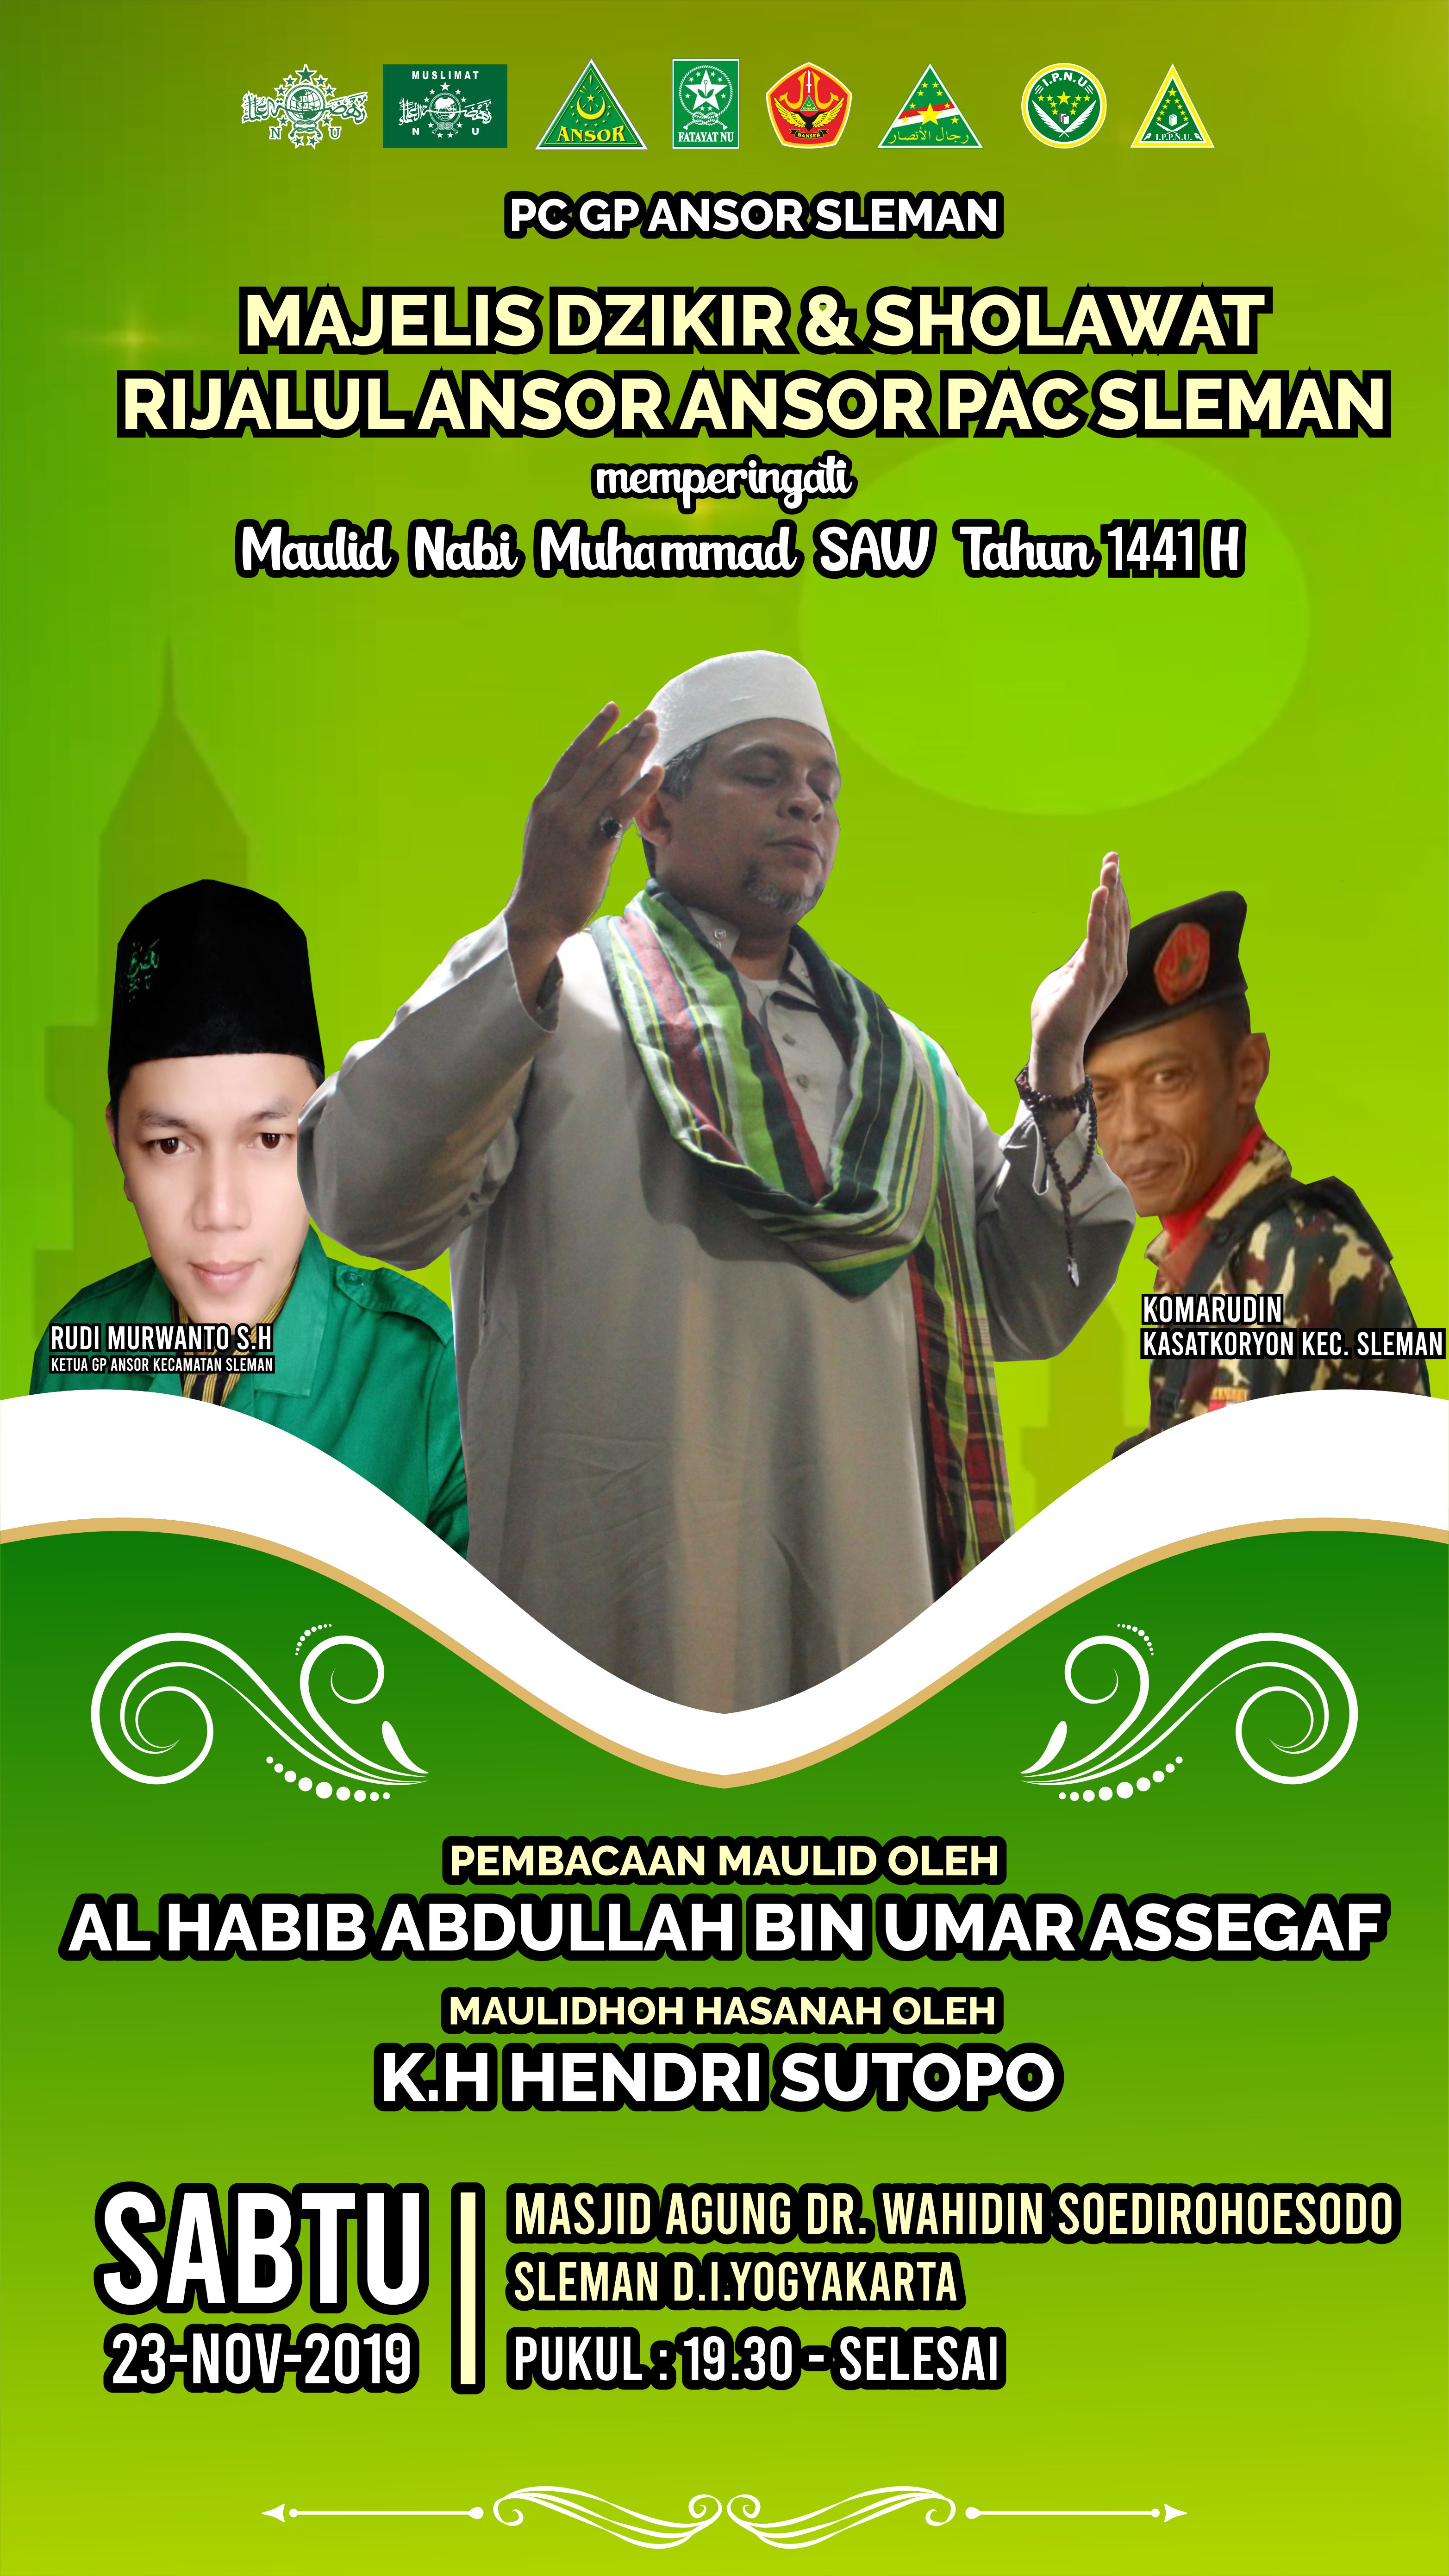 N U
MUSLIMAT
N U
ANSOR
FATAYAT NU
BANSER
رجال الأنصار
I.P.N.U
I.P.P.N.U.
PC GP ANSOR SLEMAN
MAJELIS DZIKIR & SHOLAWAT
RIJALUL ANSOR ANSOR PAC SLEMAN
memperingati
Maulid Nabi Muhammad SAW Tahun 1441 H
RUDI MURWANTO S.H
KETUA GP ANSOR KECAMATAN SLEMAN
KOMARUDIN
KASATKORYON KEC. SLEMAN
PEMBACAAN MAULID OLEH
AL HABIB ABDULLAH BIN UMAR ASSEGAF
MAULIDHOH HASANAH OLEH
K.H HENDRI SUTOPO
SABTU
23-NOV-2019
MASJID AGUNG DR. WAHIDIN SOEDIROHOESODO
SLEMAN D.I.YOGYAKARTA
PUKUL : 19.30 - SELESAI